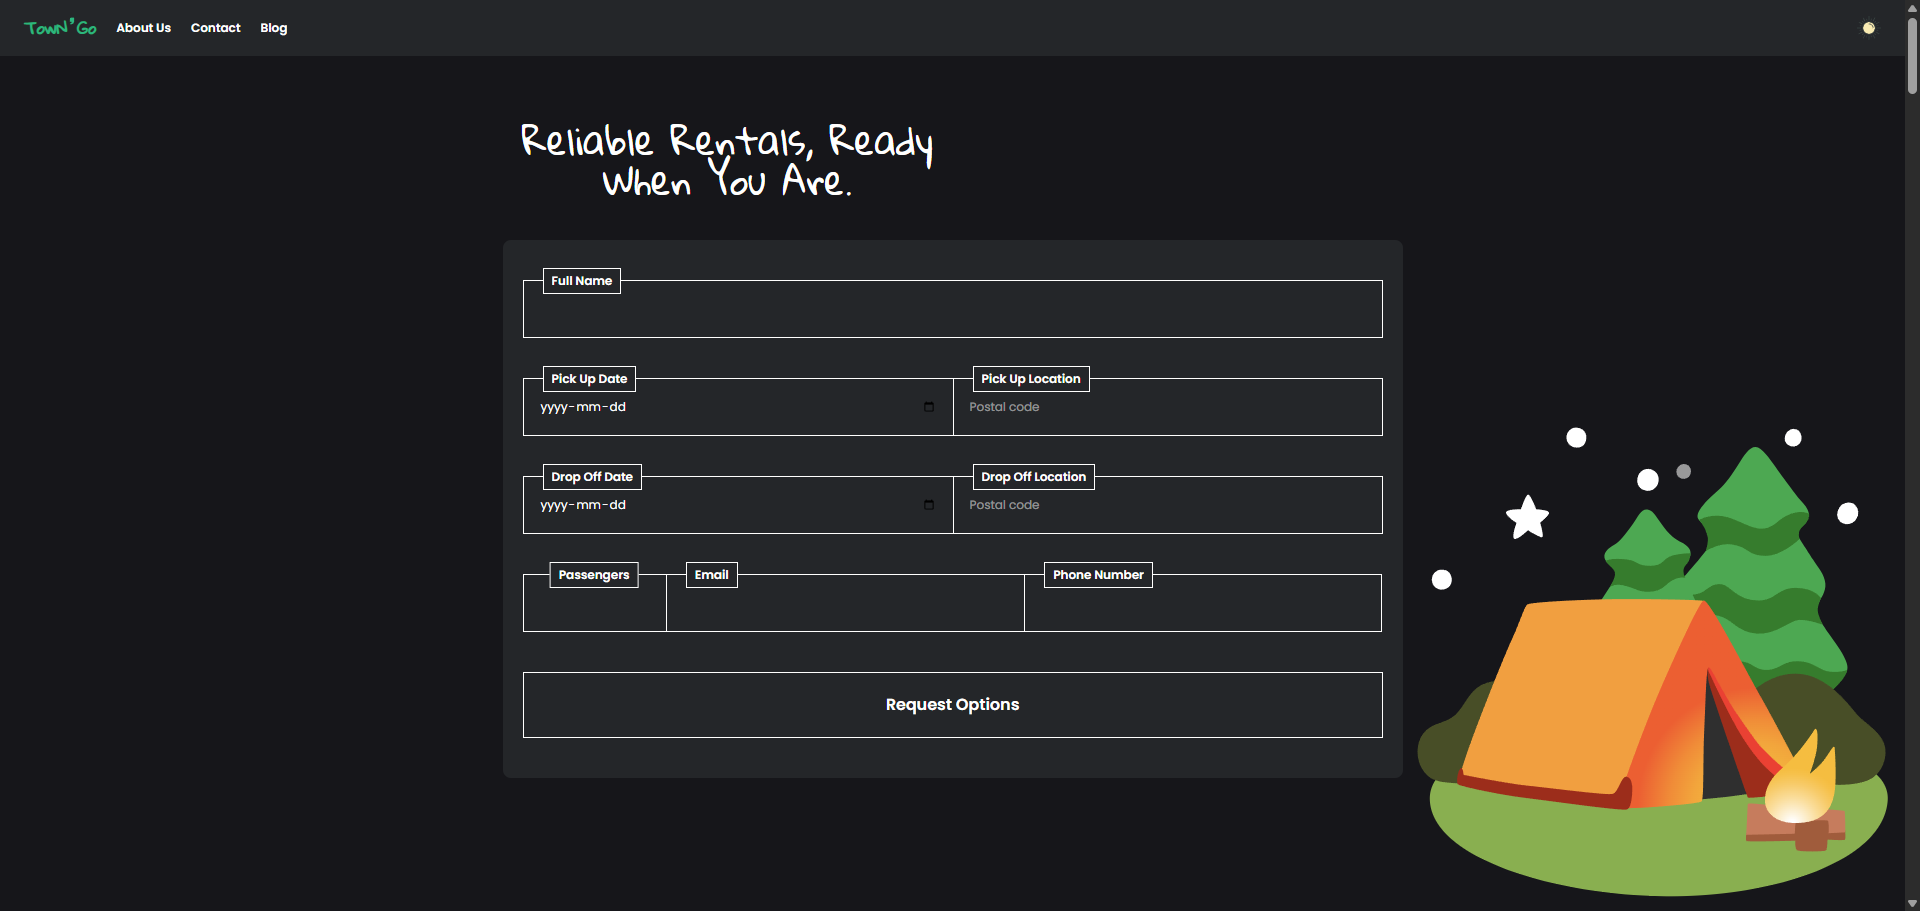 Town'Go About Us Contact Blog
Reliable Rentals, Ready
When You Are.
Full Name
Pick Up Date Pick Up Location
yyyy-mm-dd Postal code
Drop Off Date Drop Off Location
yyyy-mm-dd Postal code
Passengers Email Phone Number
Request Options